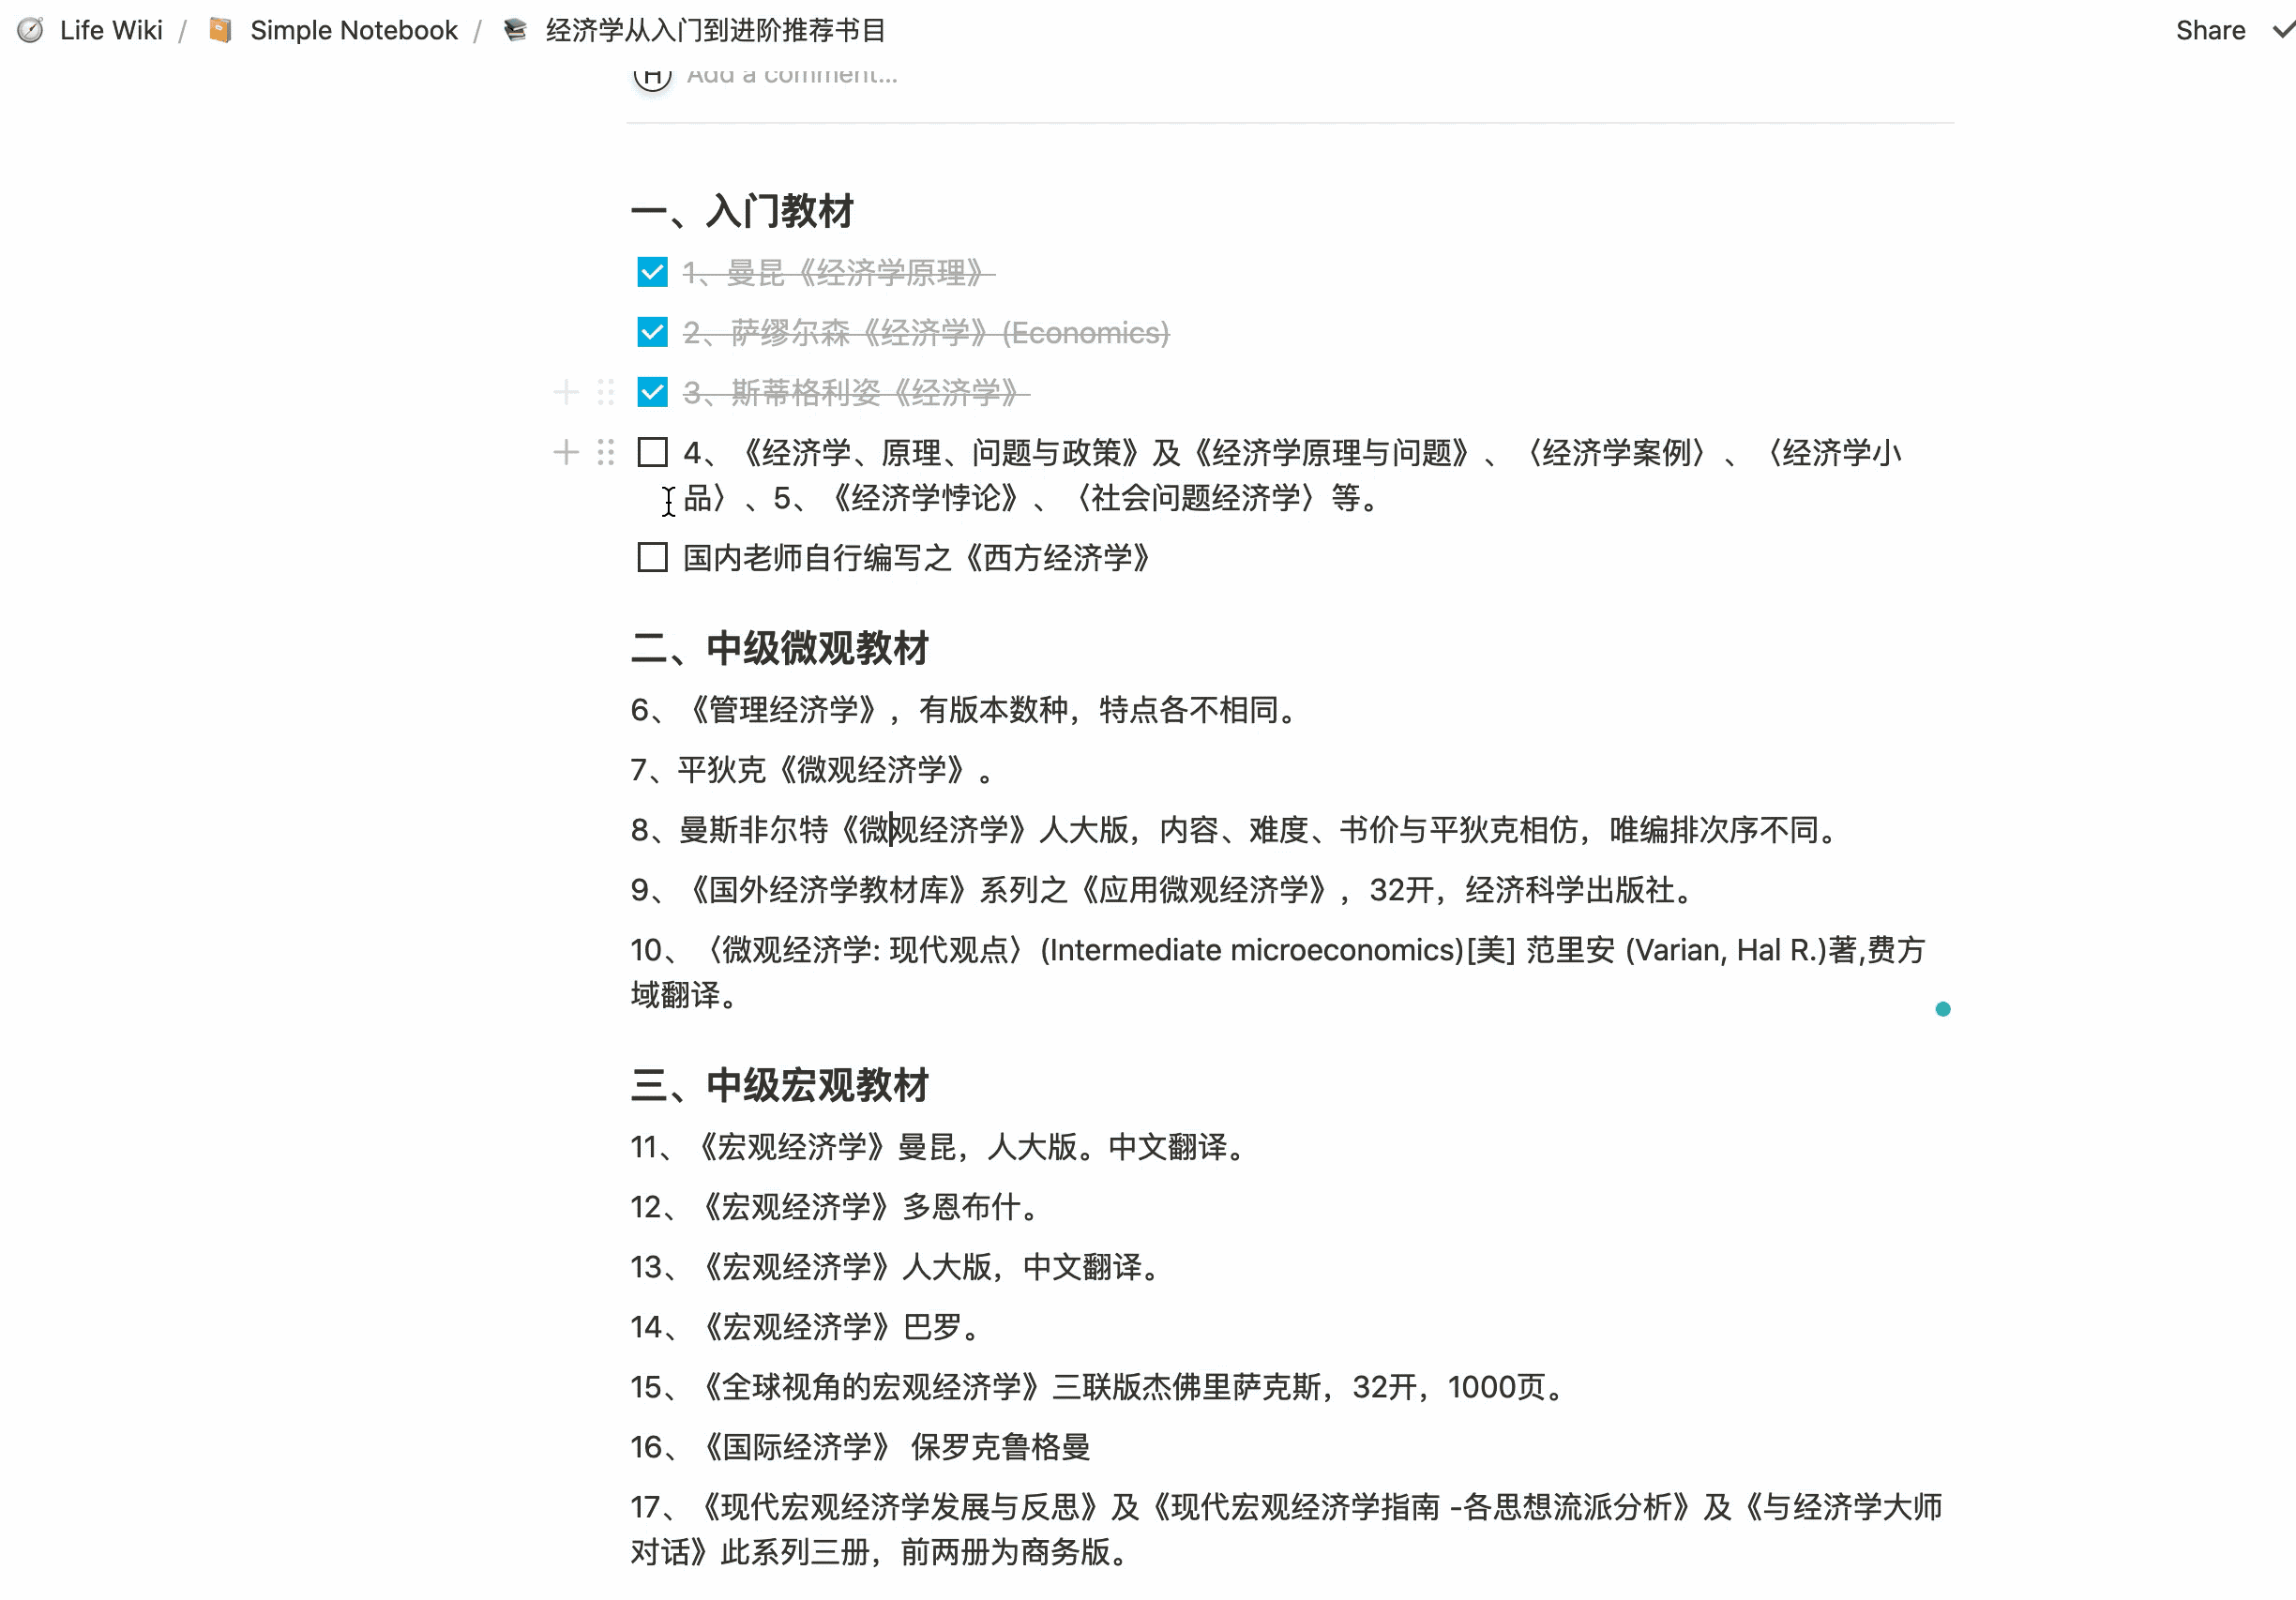 Life Wiki / Simple Notebook / 经济学从入门到进阶推荐书目
Share
H Add a comment...
一、入门教材
1、曼昆《经济学原理》
2、萨缪尔森《经济学》(Economics)
3、斯蒂格利姿《经济学》
4、《经济学、原理、问题与政策》及《经济学原理与问题》、〈经济学案例〉、〈经济学小
品〉、5、《经济学悖论》、〈社会问题经济学〉等。
国内老师自行编写之《西方经济学》
二、中级微观教材
6、《管理经济学》，有版本数种，特点各不相同。
7、平狄克《微观经济学》。
8、曼斯非尔特《微观经济学》人大版，内容、难度、书价与平狄克相仿，唯编排次序不同。
9、《国外经济学教材库》系列之《应用微观经济学》，32开，经济科学出版社。
10、〈微观经济学: 现代观点〉(Intermediate microeconomics)[美] 范里安 (Varian, Hal R.)著,费方
域翻译。
三、中级宏观教材
11、《宏观经济学》曼昆，人大版。中文翻译。
12、《宏观经济学》多恩布什。
13、《宏观经济学》人大版，中文翻译。
14、《宏观经济学》巴罗。
15、《全球视角的宏观经济学》三联版杰佛里萨克斯，32开，1000页。
16、《国际经济学》 保罗克鲁格曼
17、《现代宏观经济学发展与反思》及《现代宏观经济学指南 -各思想流派分析》及《与经济学大师
对话》此系列三册，前两册为商务版。